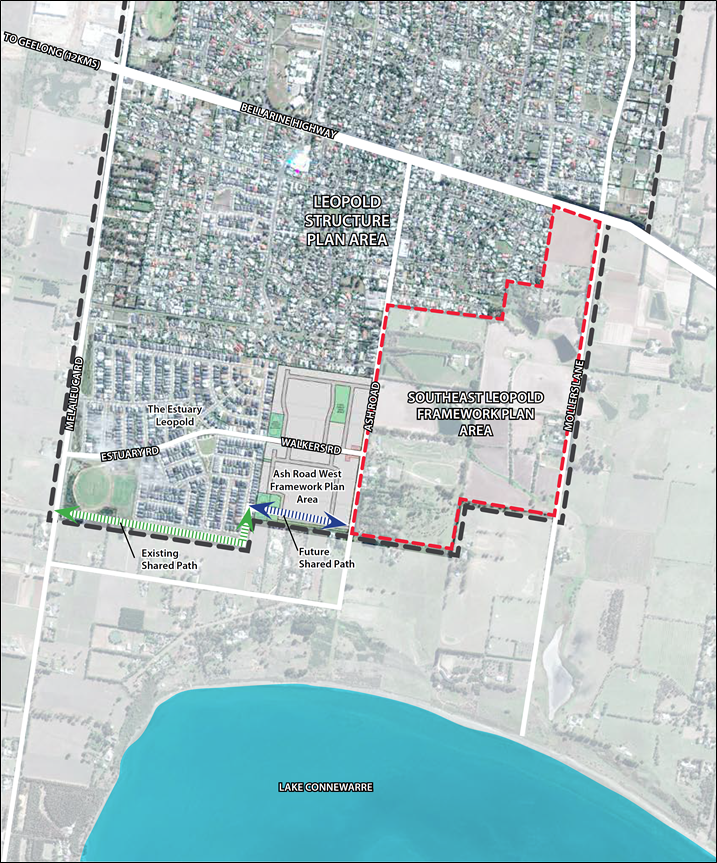 TO GEELONG (12KMS)
BELLARINE HIGHWAY
LEOPOLD
STRUCTURE
PLAN AREA
MELALEUCA RD
ASH ROAD
MOLLERS LANE
SOUTHEAST LEOPOLD
FRAMEWORK PLAN
AREA
The Estuary
Leopold
ESTUARY RD
WALKERS RD
Ash Road West
Framework Plan
Area
Existing
Shared Path
Future
Shared Path
LAKE CONNEWARRE